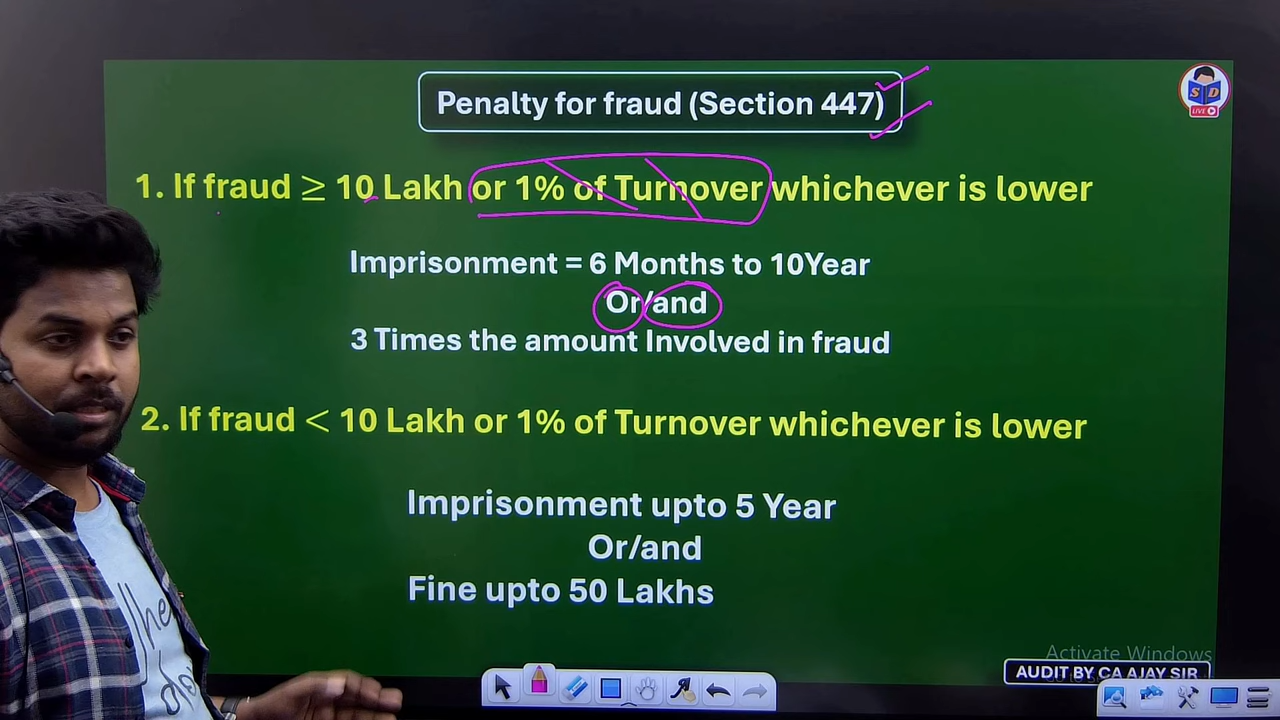 Penalty for fraud (Section 447)
S D
LIVE
1. If fraud ≥ 10 Lakh or 1% of Turnover whichever is lower
Imprisonment = 6 Months to 10Year
Or/and
3 Times the amount Involved in fraud
2. If fraud < 10 Lakh or 1% of Turnover whichever is lower
Imprisonment upto 5 Year
Or/and
Fine upto 50 Lakhs
Activate Windows
AUDIT BY CA AJAY SIR